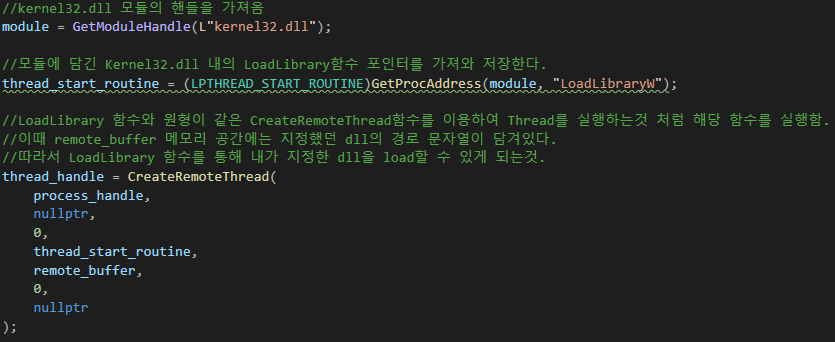 //kernel32.dll 모듈의 핸들을 가져옴
module = GetModuleHandle(L"kernel32.dll");
//모듈에 담긴 Kernel32.dll 내의 LoadLibrary함수 포인터를 가져와 저장한다.
thread_start_routine = (LPTHREAD_START_ROUTINE)GetProcAddress(module, "LoadLibraryW");
//LoadLibrary 함수와 원형이 같은 CreateRemoteThread함수를 이용하여 Thread를 실행하는것 처럼 해당 함수를 실행함.
//이때 remote_buffer 메모리 공간에는 지정했던 dll의 경로 문자열이 담겨있다.
//따라서 LoadLibrary 함수를 통해 내가 지정한 dll을 load할 수 있게 되는것.
thread_handle = CreateRemoteThread(
    process_handle,
    nullptr,
    0,
    thread_start_routine,
    remote_buffer,
    0,
    nullptr
);